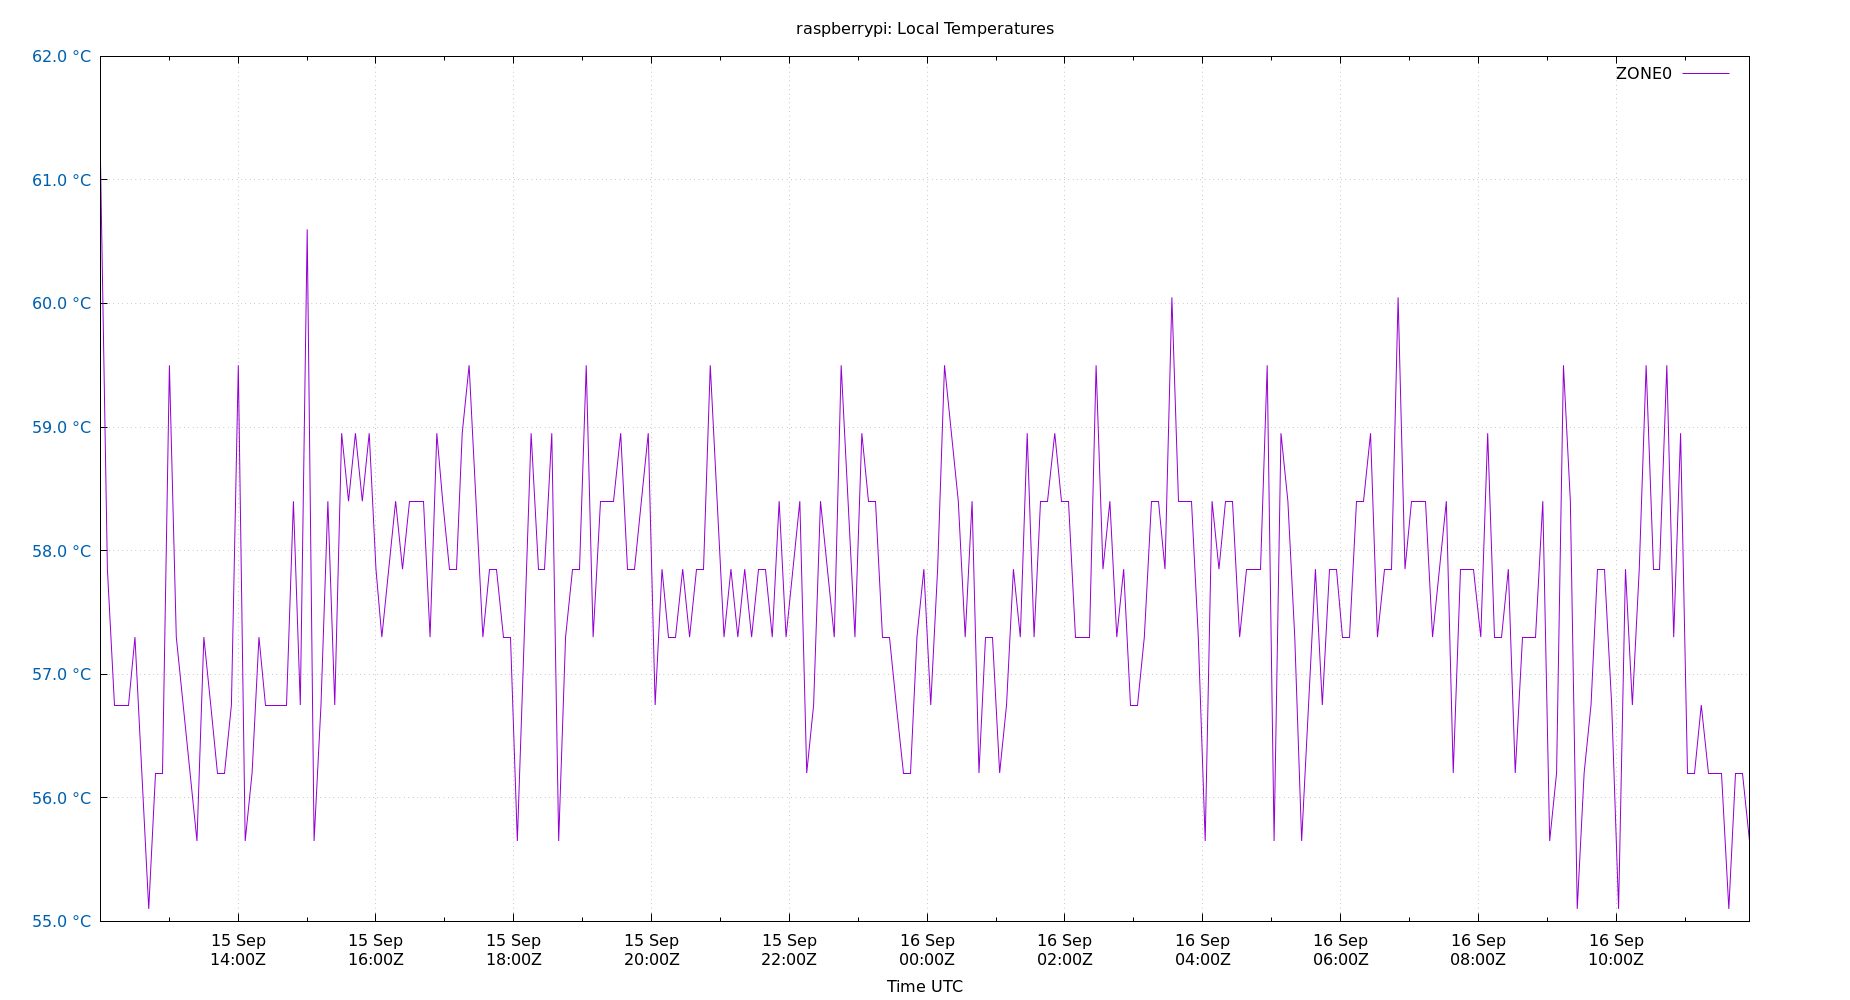 raspberrypi: Local Temperatures
62.0 °C
ZONE0
61.0 °C
60.0 °C
59.0 °C
58.0 °C
57.0 °C
56.0 °C
55.0 °C
15 Sep 15 Sep 15 Sep 15 Sep 15 Sep 16 Sep 16 Sep 16 Sep 16 Sep 16 Sep 16 Sep
14:00Z 16:00Z 18:00Z 20:00Z 22:00Z 00:00Z 02:00Z 04:00Z 06:00Z 08:00Z 10:00Z
Time UTC